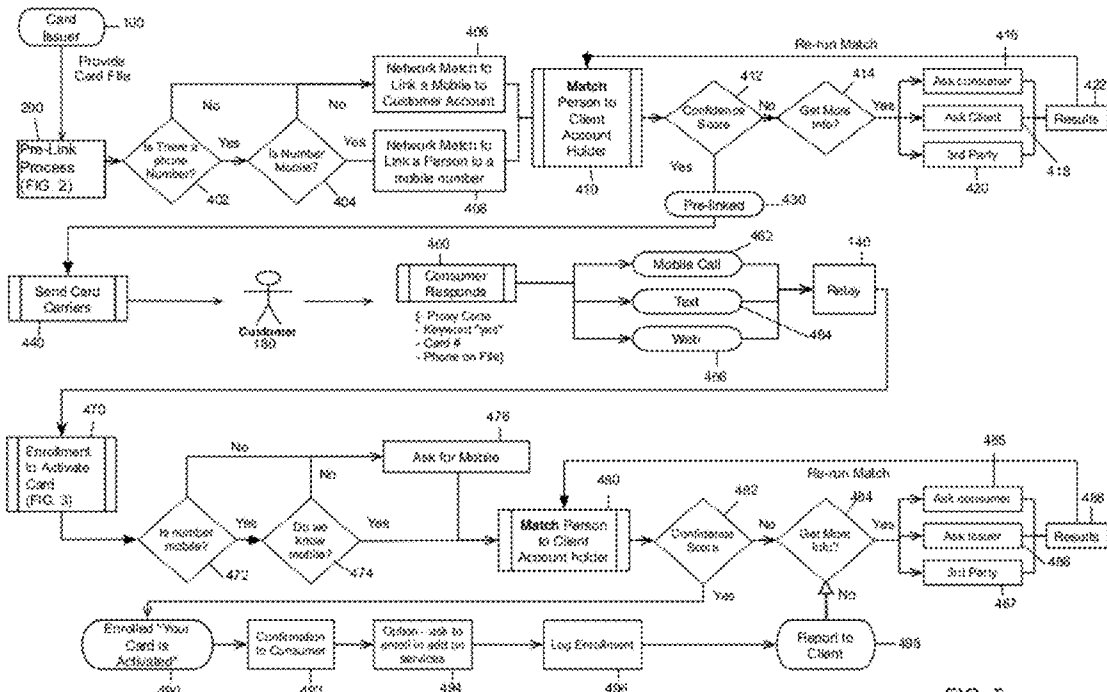 Card
Issuer
100
Provide
Card File
200
Pre-Link
Process
(FIG. 2)
No
Is There a
phone
Number?
402
Yes
No
Is Number
Mobile?
404
Yes
406
Network Match to
Link a Mobile to
Customer Account
Network Match to
Link a Person to a
mobile number
408
Re-run Match
Match
Person to
Client
Account
Holder
410
412
Confidence
Score
No
Yes
414
Get More
Info?
Yes
416
Ask consumer
Ask Client
418
3rd Party
420
422
Results
Pre-linked
430
Send Card
Carriers
440
Customer
180
460
Consumer
Responds
Proxy Code
- Keyword "yes"
- Card #
- Phone on File)
462
Mobile Call
Text
464
Web
466
140
Relay
470
Enrollment
to Activate
Card
(FIG. 3)
No
Is number
mobile?
472
Yes
No
Do we
know
mobile?
474
Yes
476
Ask for Mobile
Re-run Match
480
Match Person
to Client
Account holder
482
Confidence
Score
No
Yes
484
Get More
Info?
Yes
No
485
Ask consumer
Ask Issuer
486
3rd Party
487
488
Results
Enrolled "Your
Card is
Activated"
490
Confirmation
to Consumer
Option - ask to
enroll in add on
services
494
Log Enrollment
496
Report to
Client
498